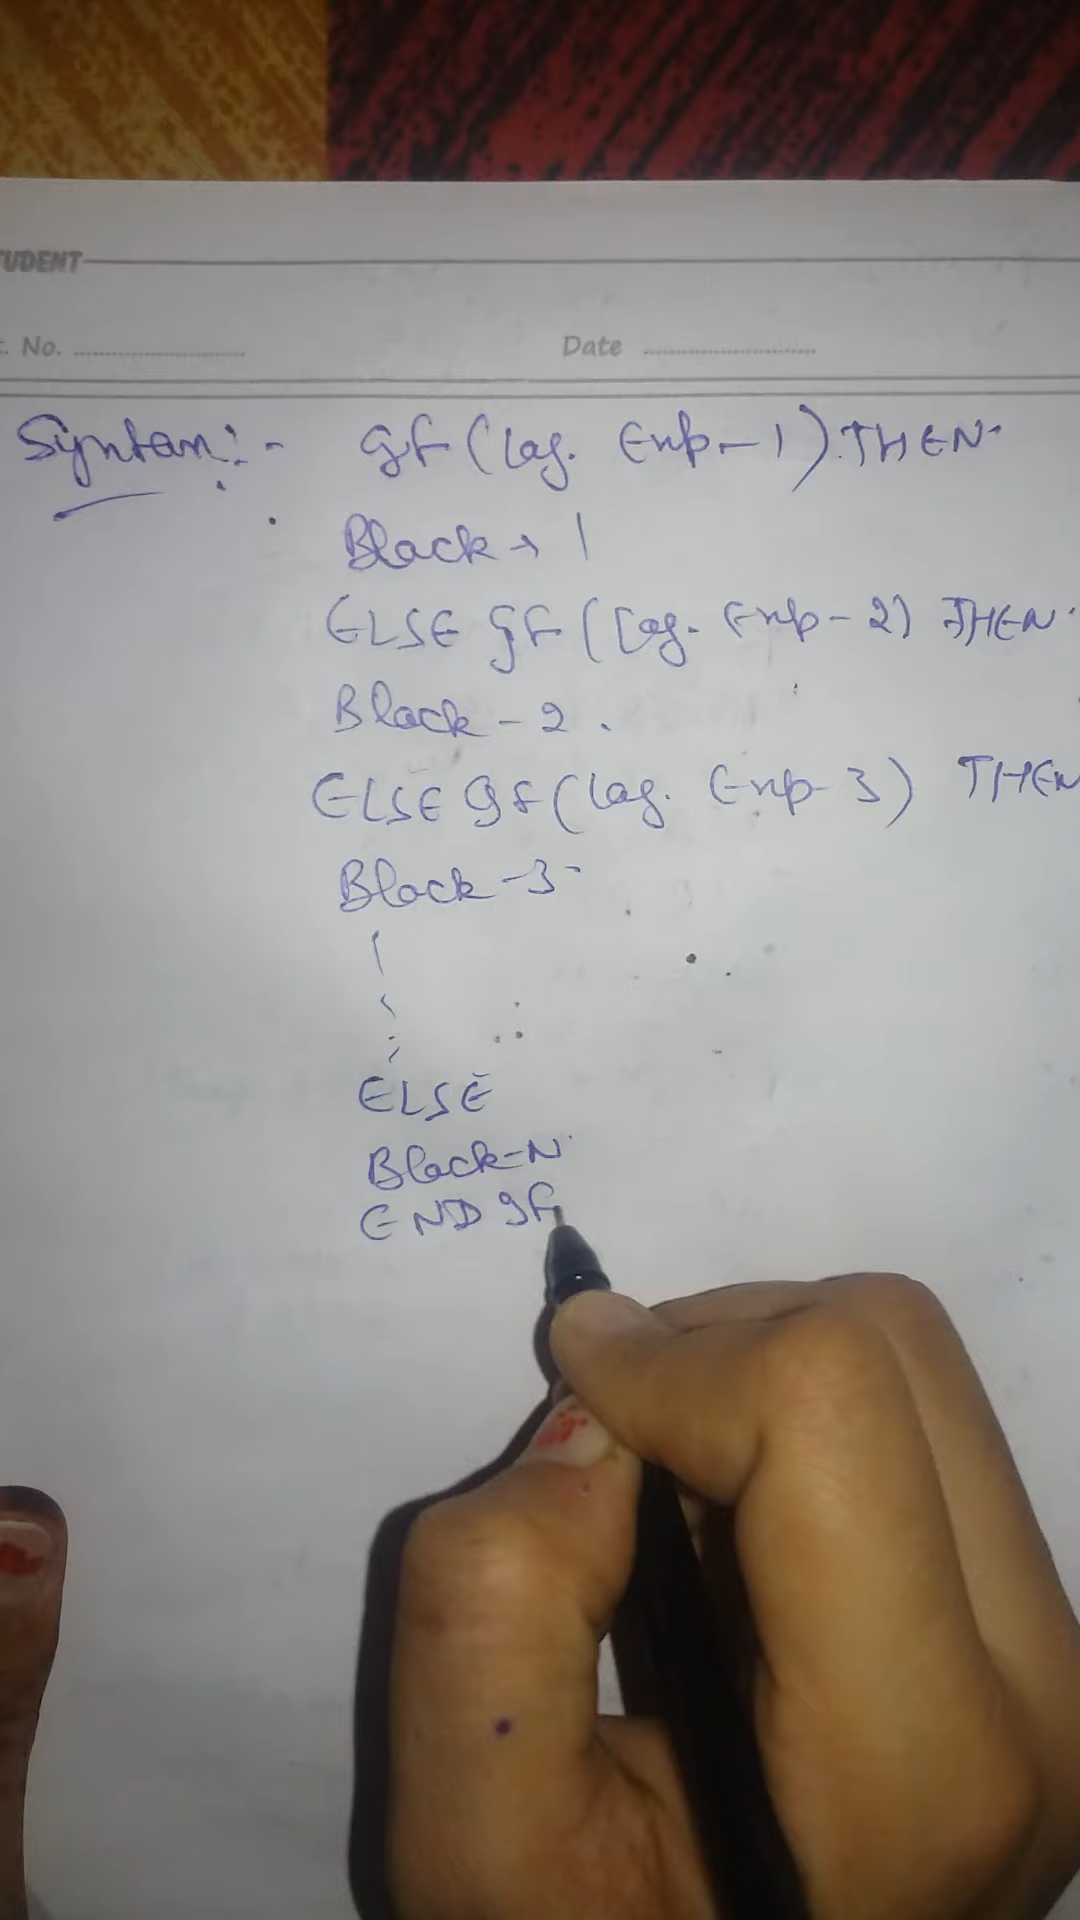 STUDENT
t. No. ............................ Date ............................
Syntax:- IF (Log. Exp-1) THEN
Block → 1
ELSE IF (Log. Exp-2) THEN
Block - 2.
ELSE IF (Log. Exp-3) THEN
Block - 3
ELSE
Block-N
END IF